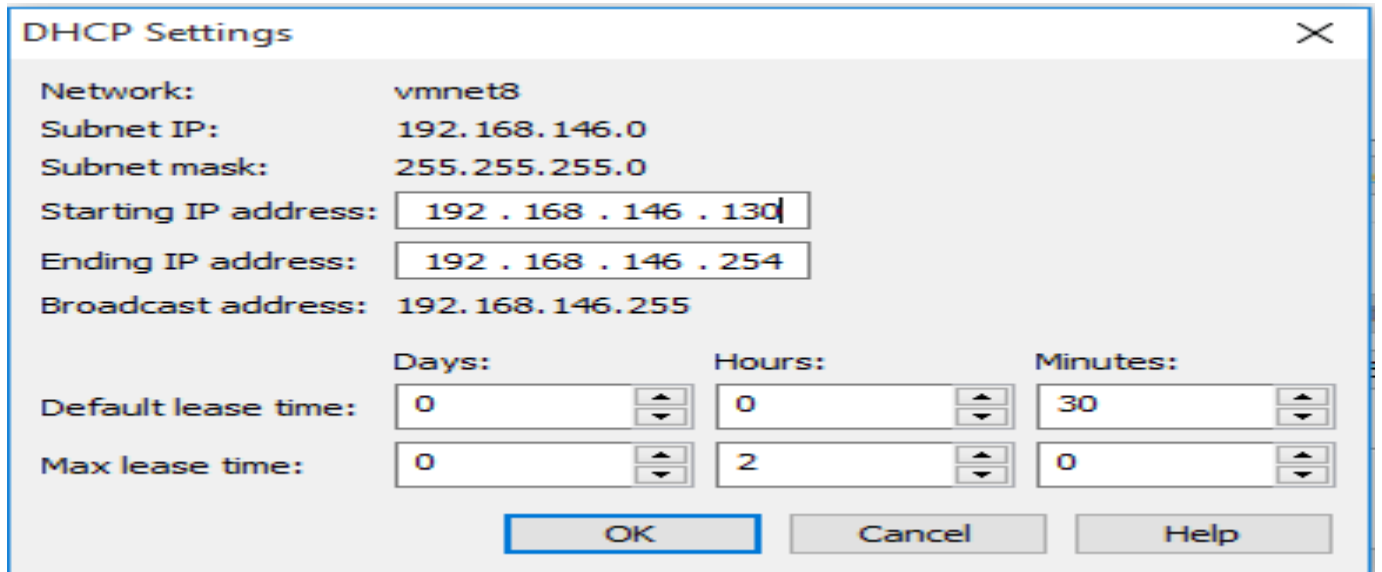 DHCP Settings
Network: vmnet8
Subnet IP: 192.168.146.0
Subnet mask: 255.255.255.0
Starting IP address: 192 . 168 . 146 . 130
Ending IP address: 192 . 168 . 146 . 254
Broadcast address: 192.168.146.255
Days: Hours: Minutes:
Default lease time: 0 0 30
Max lease time: 0 2 0
OK Cancel Help